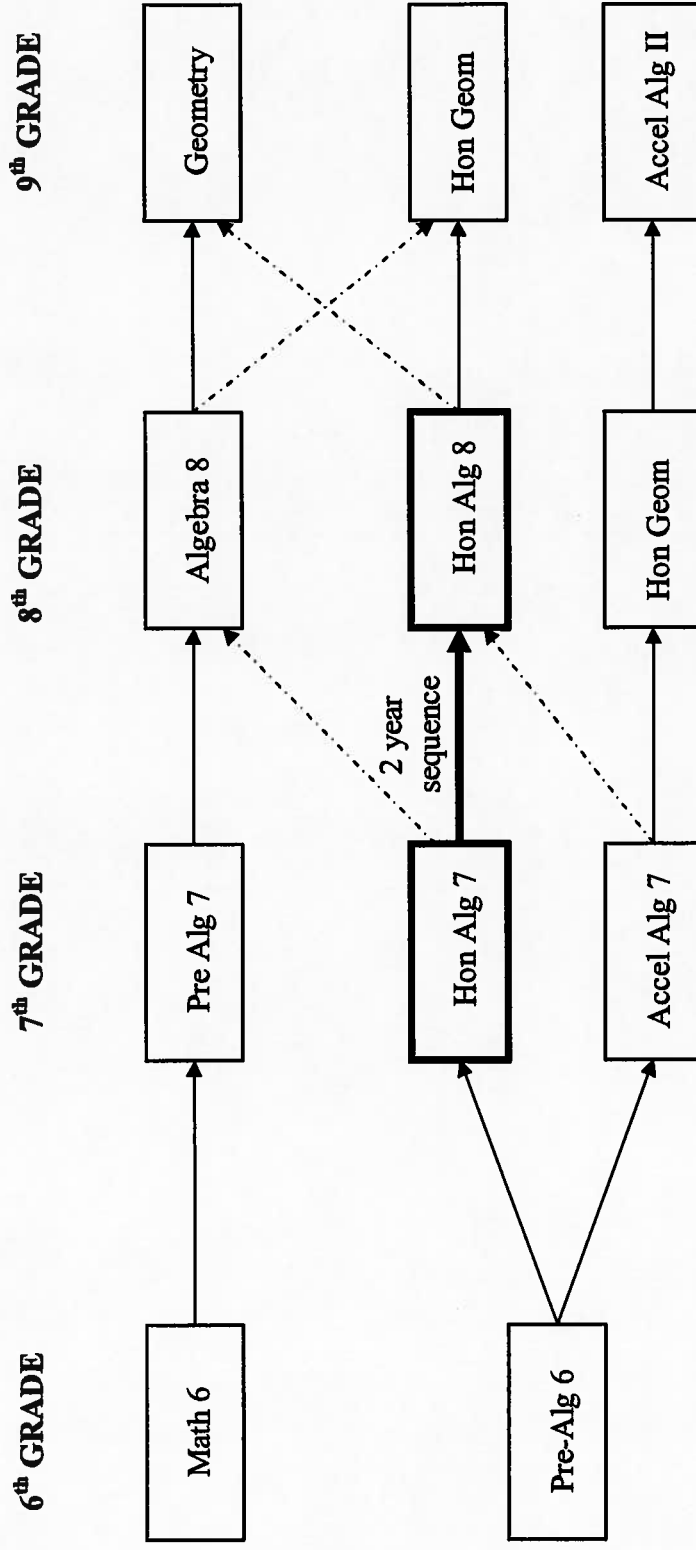 6th GRADE
7th GRADE
8th GRADE
9th GRADE
Math 6
Pre Alg 7
Algebra 8
Geometry
Pre-Alg 6
Hon Alg 7
2 year
sequence
Hon Alg 8
Hon Geom
Accel Alg 7
Hon Geom
Accel Alg II